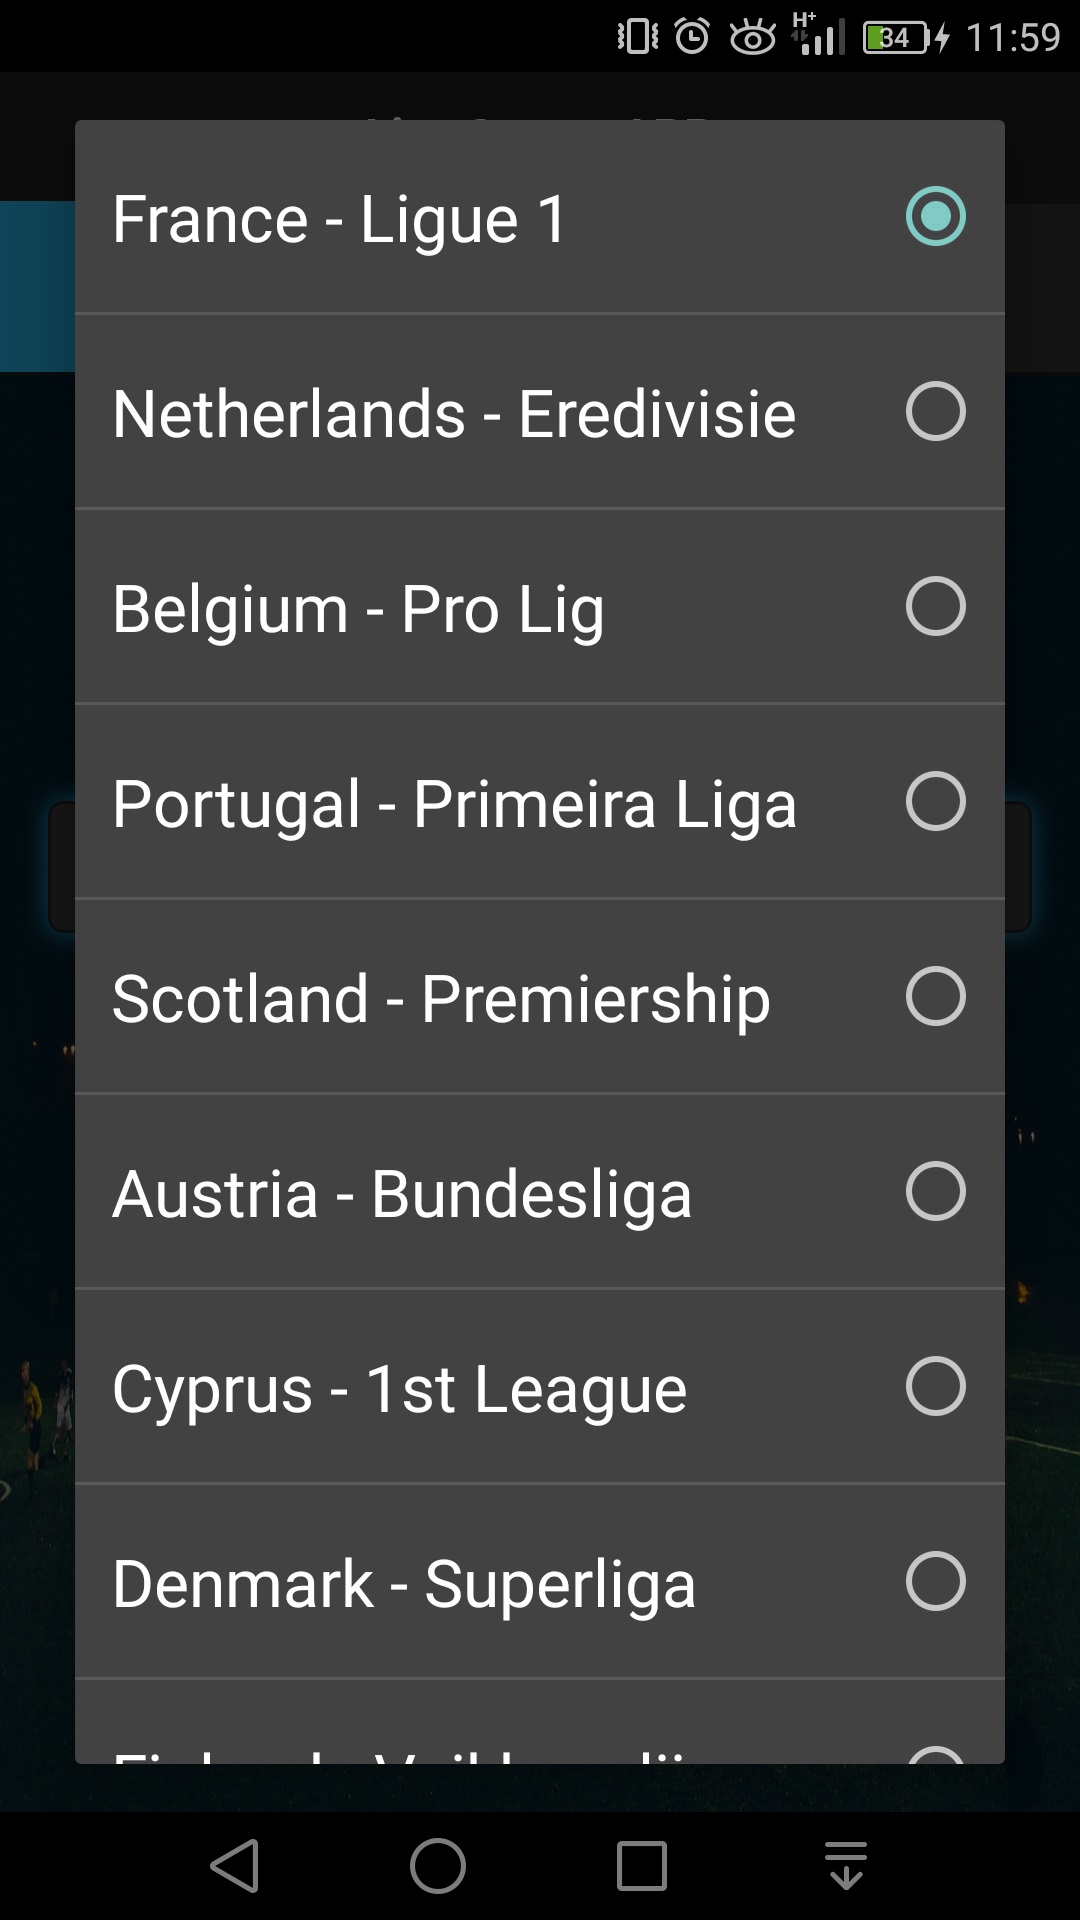 H+
34
11:59
France - Ligue 1
Netherlands - Eredivisie
Belgium - Pro Lig
Portugal - Primeira Liga
Scotland - Premiership
Austria - Bundesliga
Cyprus - 1st League
Denmark - Superliga